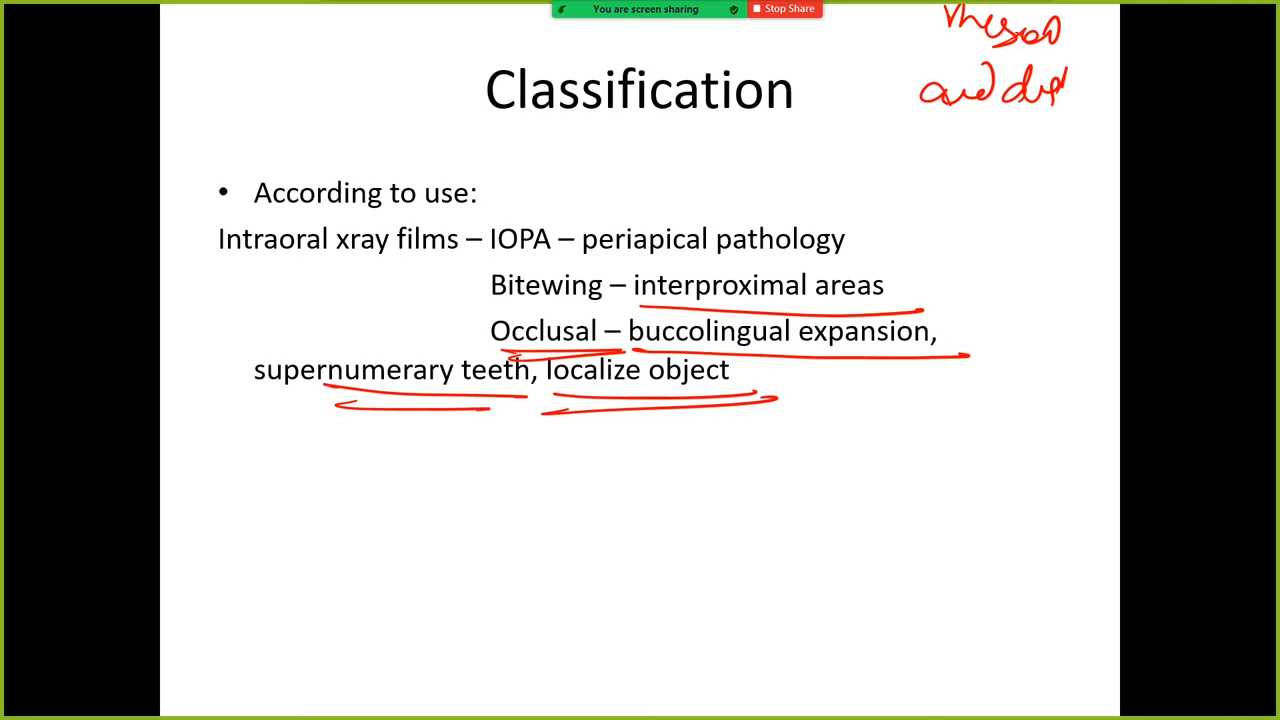 You are screen sharing Stop Share
Classification
• According to use:
Intraoral xray films – IOPA – periapical pathology
Bitewing – interproximal areas
Occlusal – buccolingual expansion,
supernumerary teeth, localize object